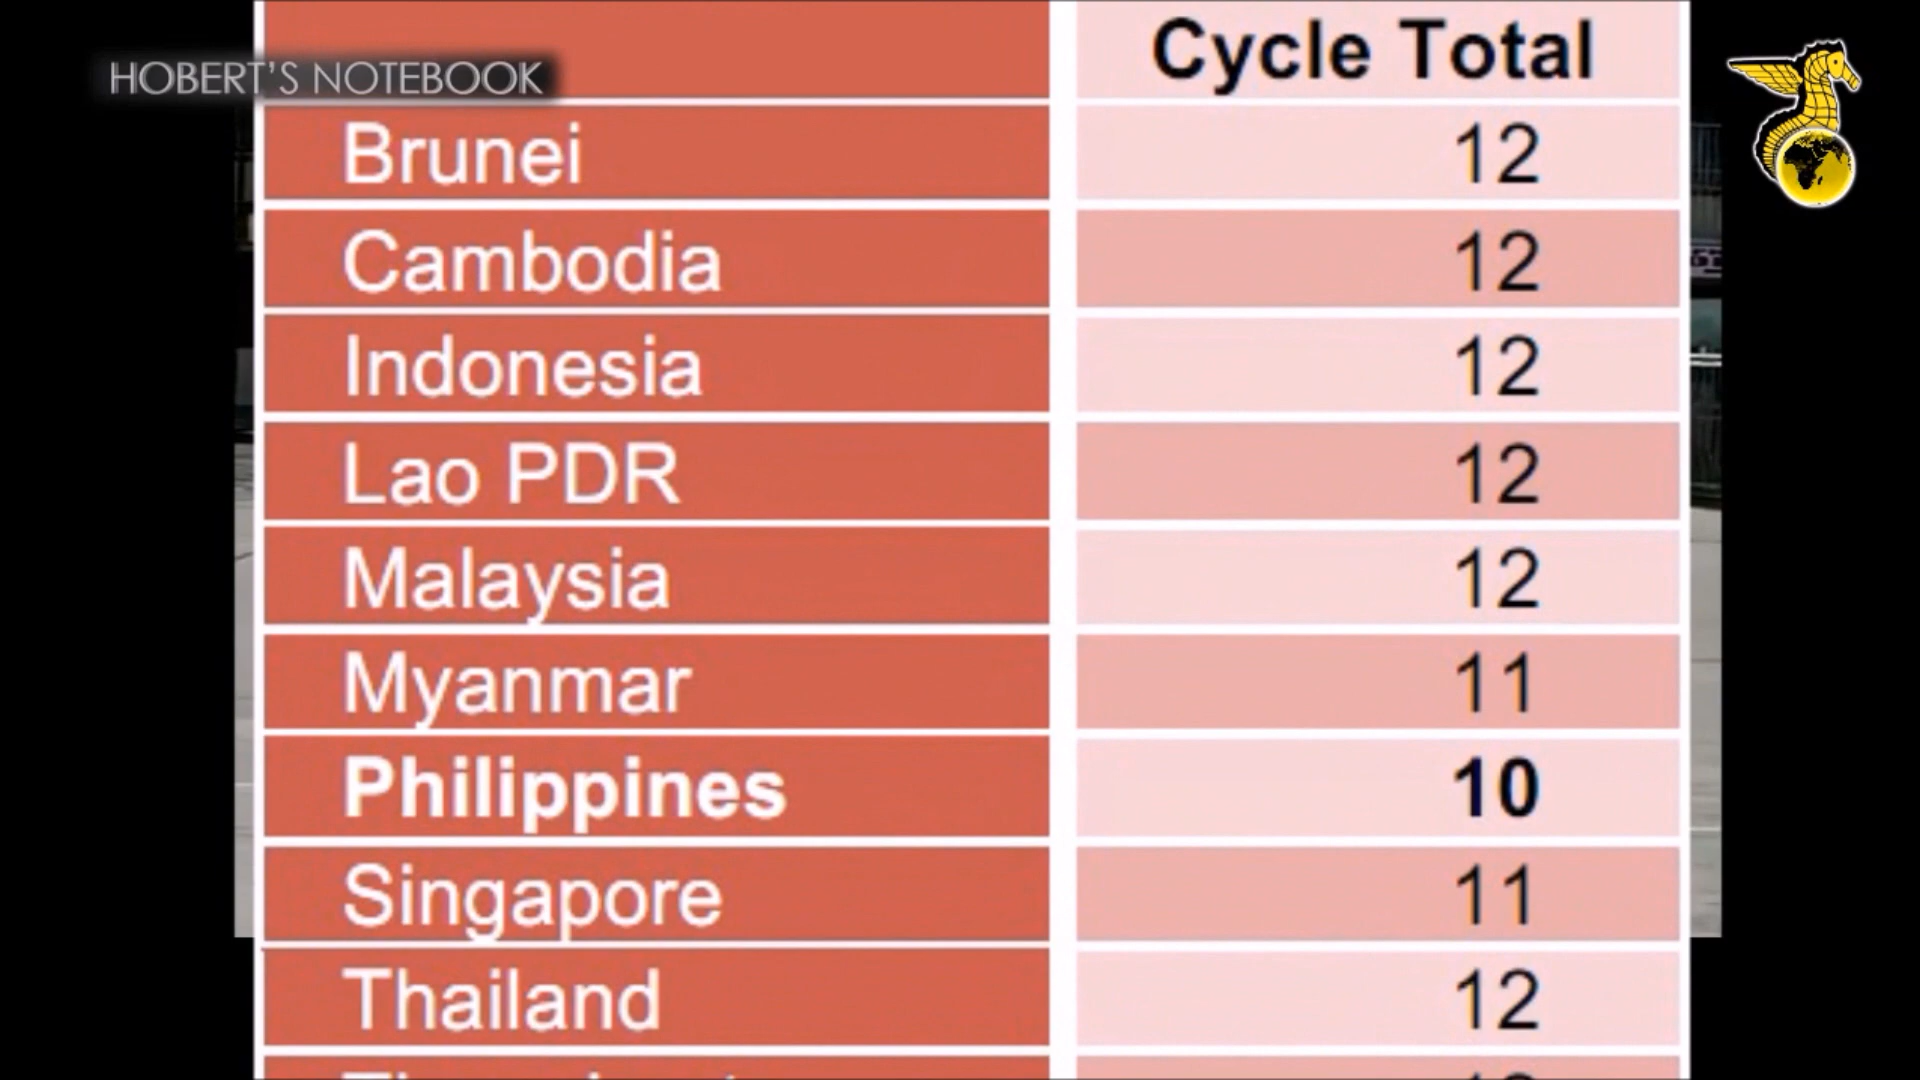 Cycle Total
HOBERT'S NOTEBOOK
Brunei 12
Cambodia 12
Indonesia 12
Lao PDR 12
Malaysia 12
Myanmar 11
Philippines 10
Singapore 11
Thailand 12